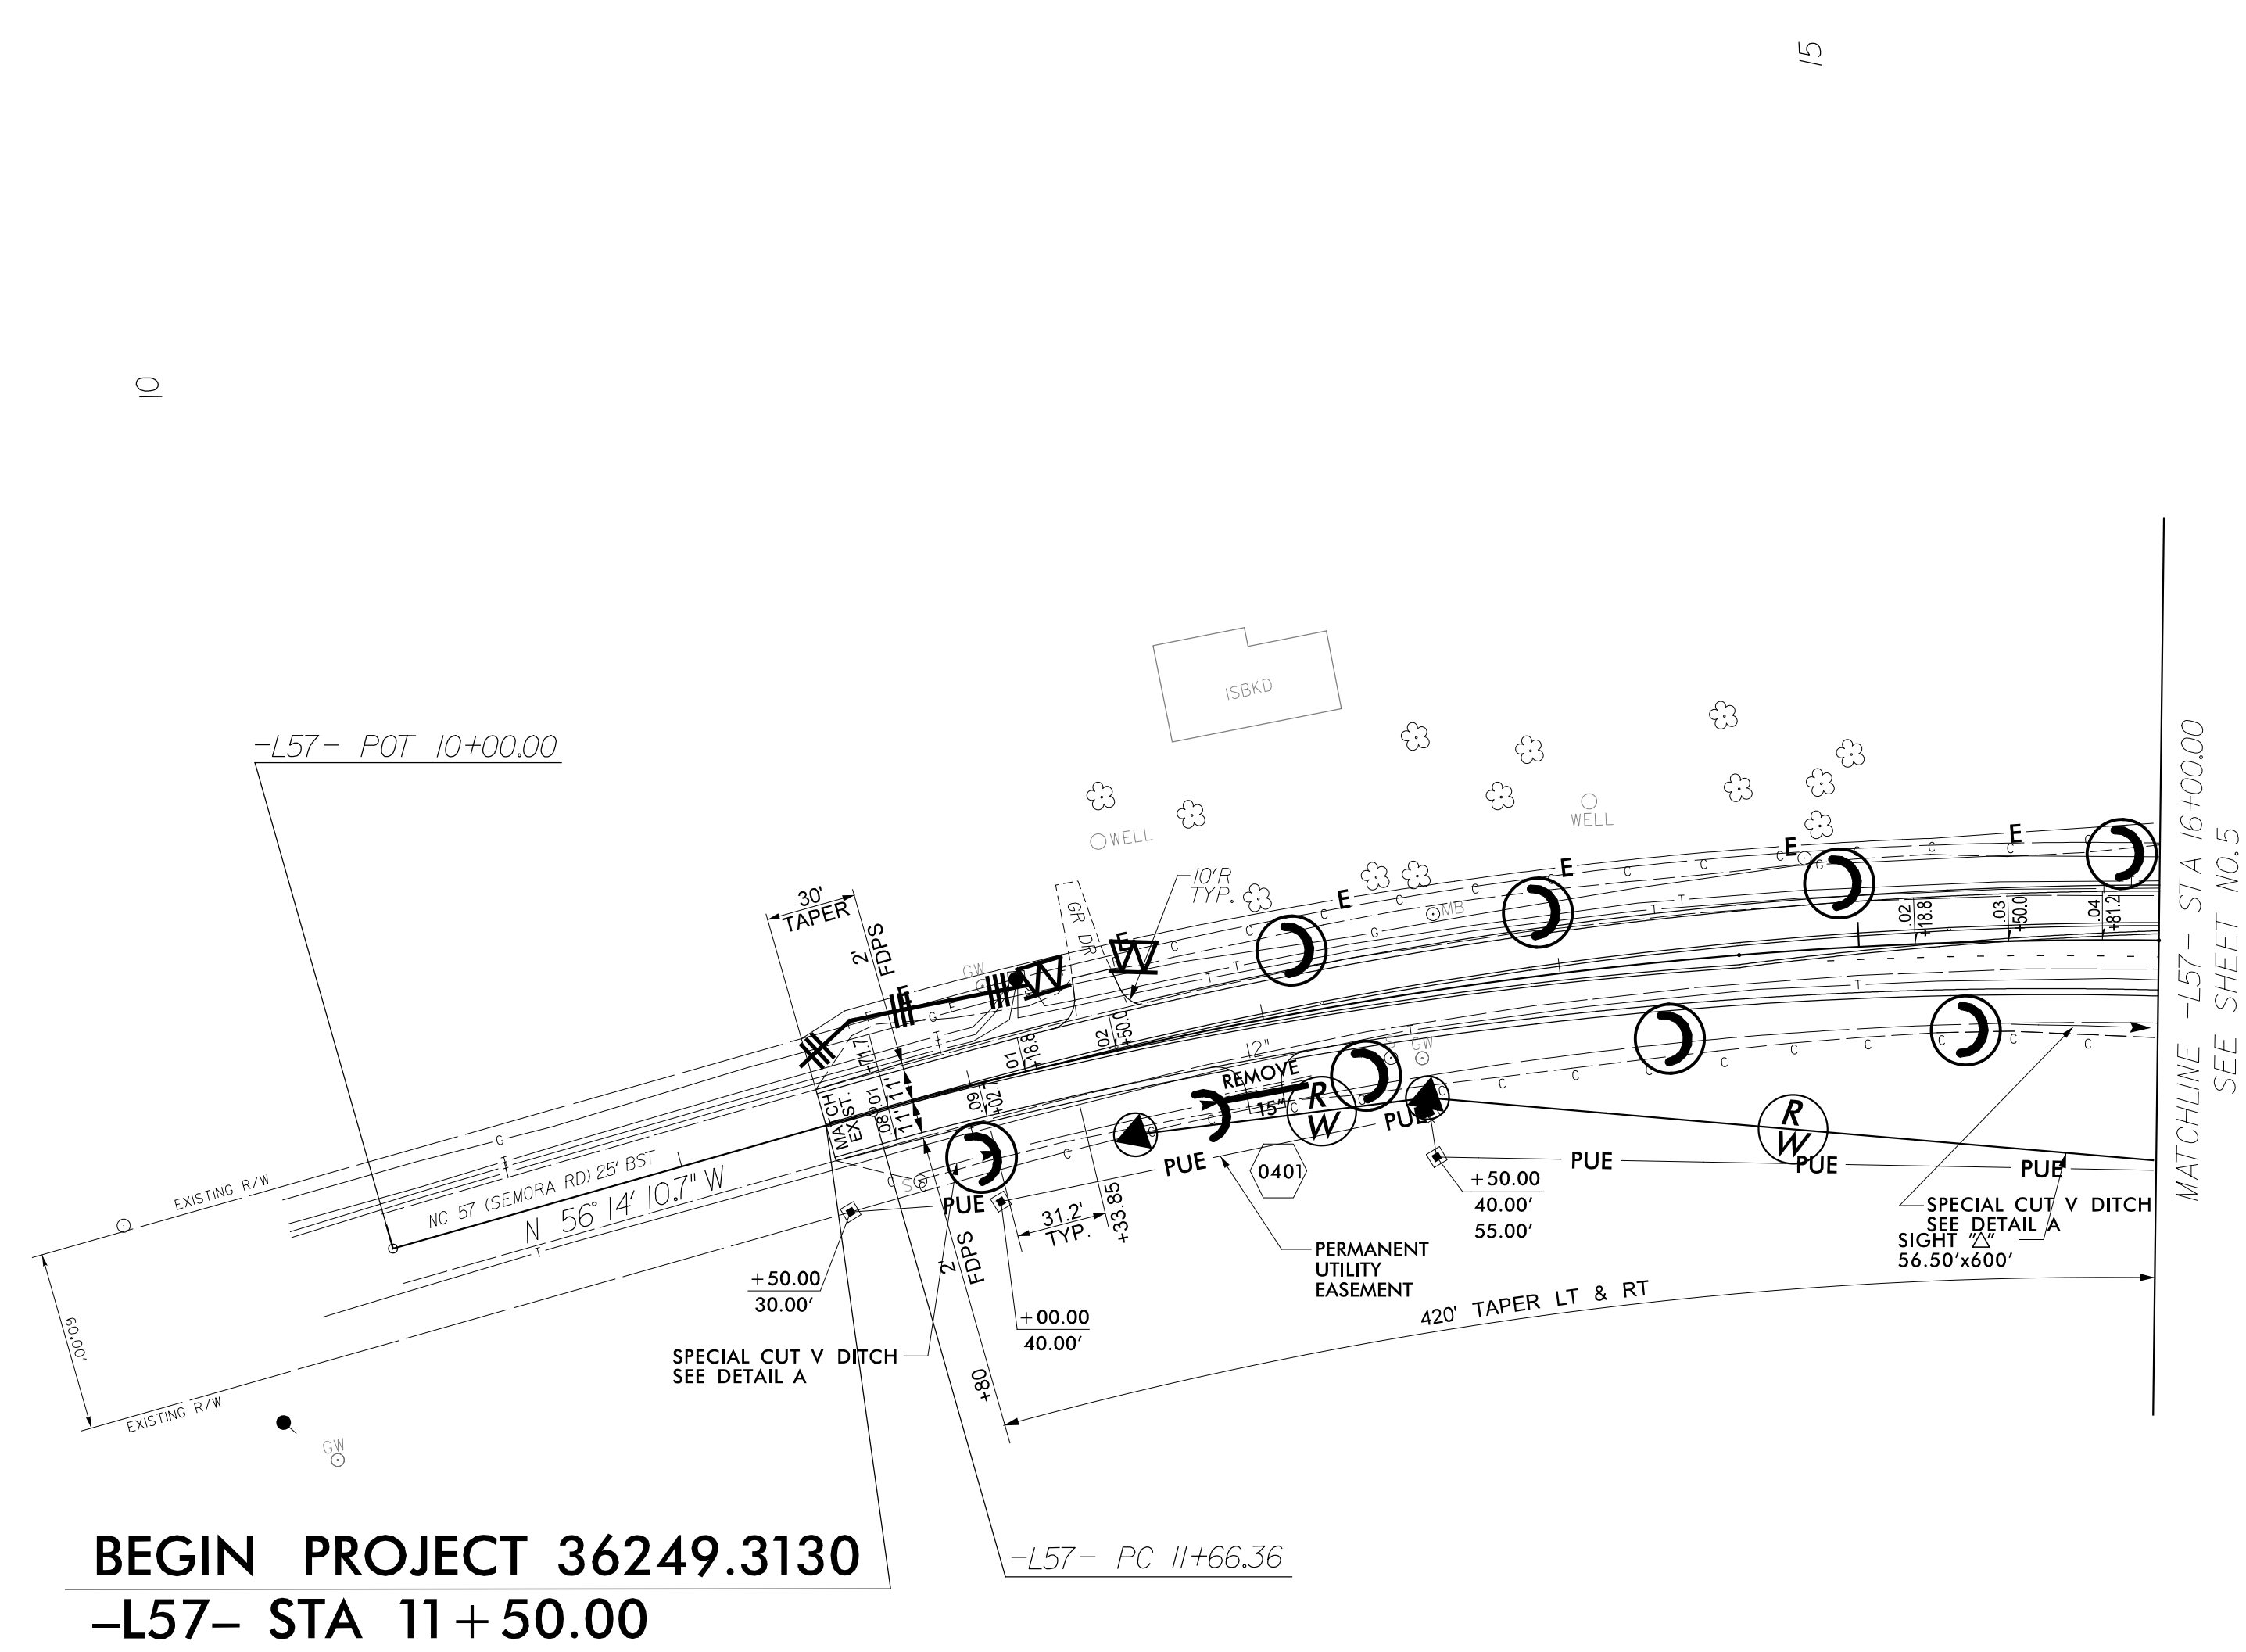 15
10
ISBKD
-L57- POT 10+00.00
WELL
WELL
MATCHLINE -L57- STA 16+00.00
SEE SHEET NO.5
10'R
TYP.
MB
30'
TAPER
2'
FDPS
GR DR
GW
E
E
E
E
E
E
C
C
C
C
C
C
C
G
T
T
.02
+18.8
.03
+50.0
.04
+81.2
MATCH
EXIST.
.08
0.01
+71.7
11'
11'
.09
+02.7
.01
+18.8
.02
+50.0
12"
REMOVE
15"
S
GW
R
W
R
W
PUE
PUE
PUE
PUE
PUE
PUE
0401
EXISTING R/W
NC 57 (SEMORA RD) 25' BST
N 56° 14' 10.7" W
S
+50.00
40.00'
55.00'
31.2'
TYP.
+33.85
2'
FDPS
+50.00
30.00'
+00.00
40.00'
PERMANENT
UTILITY
EASEMENT
SPECIAL CUT V DITCH
SEE DETAIL A
SIGHT "△"
56.50'x600'
420' TAPER LT & RT
60.00'
SPECIAL CUT V DITCH
SEE DETAIL A
+80
EXISTING R/W
GW
BEGIN PROJECT 36249.3130
-L57- STA 11+50.00
-L57- PC 11+66.36